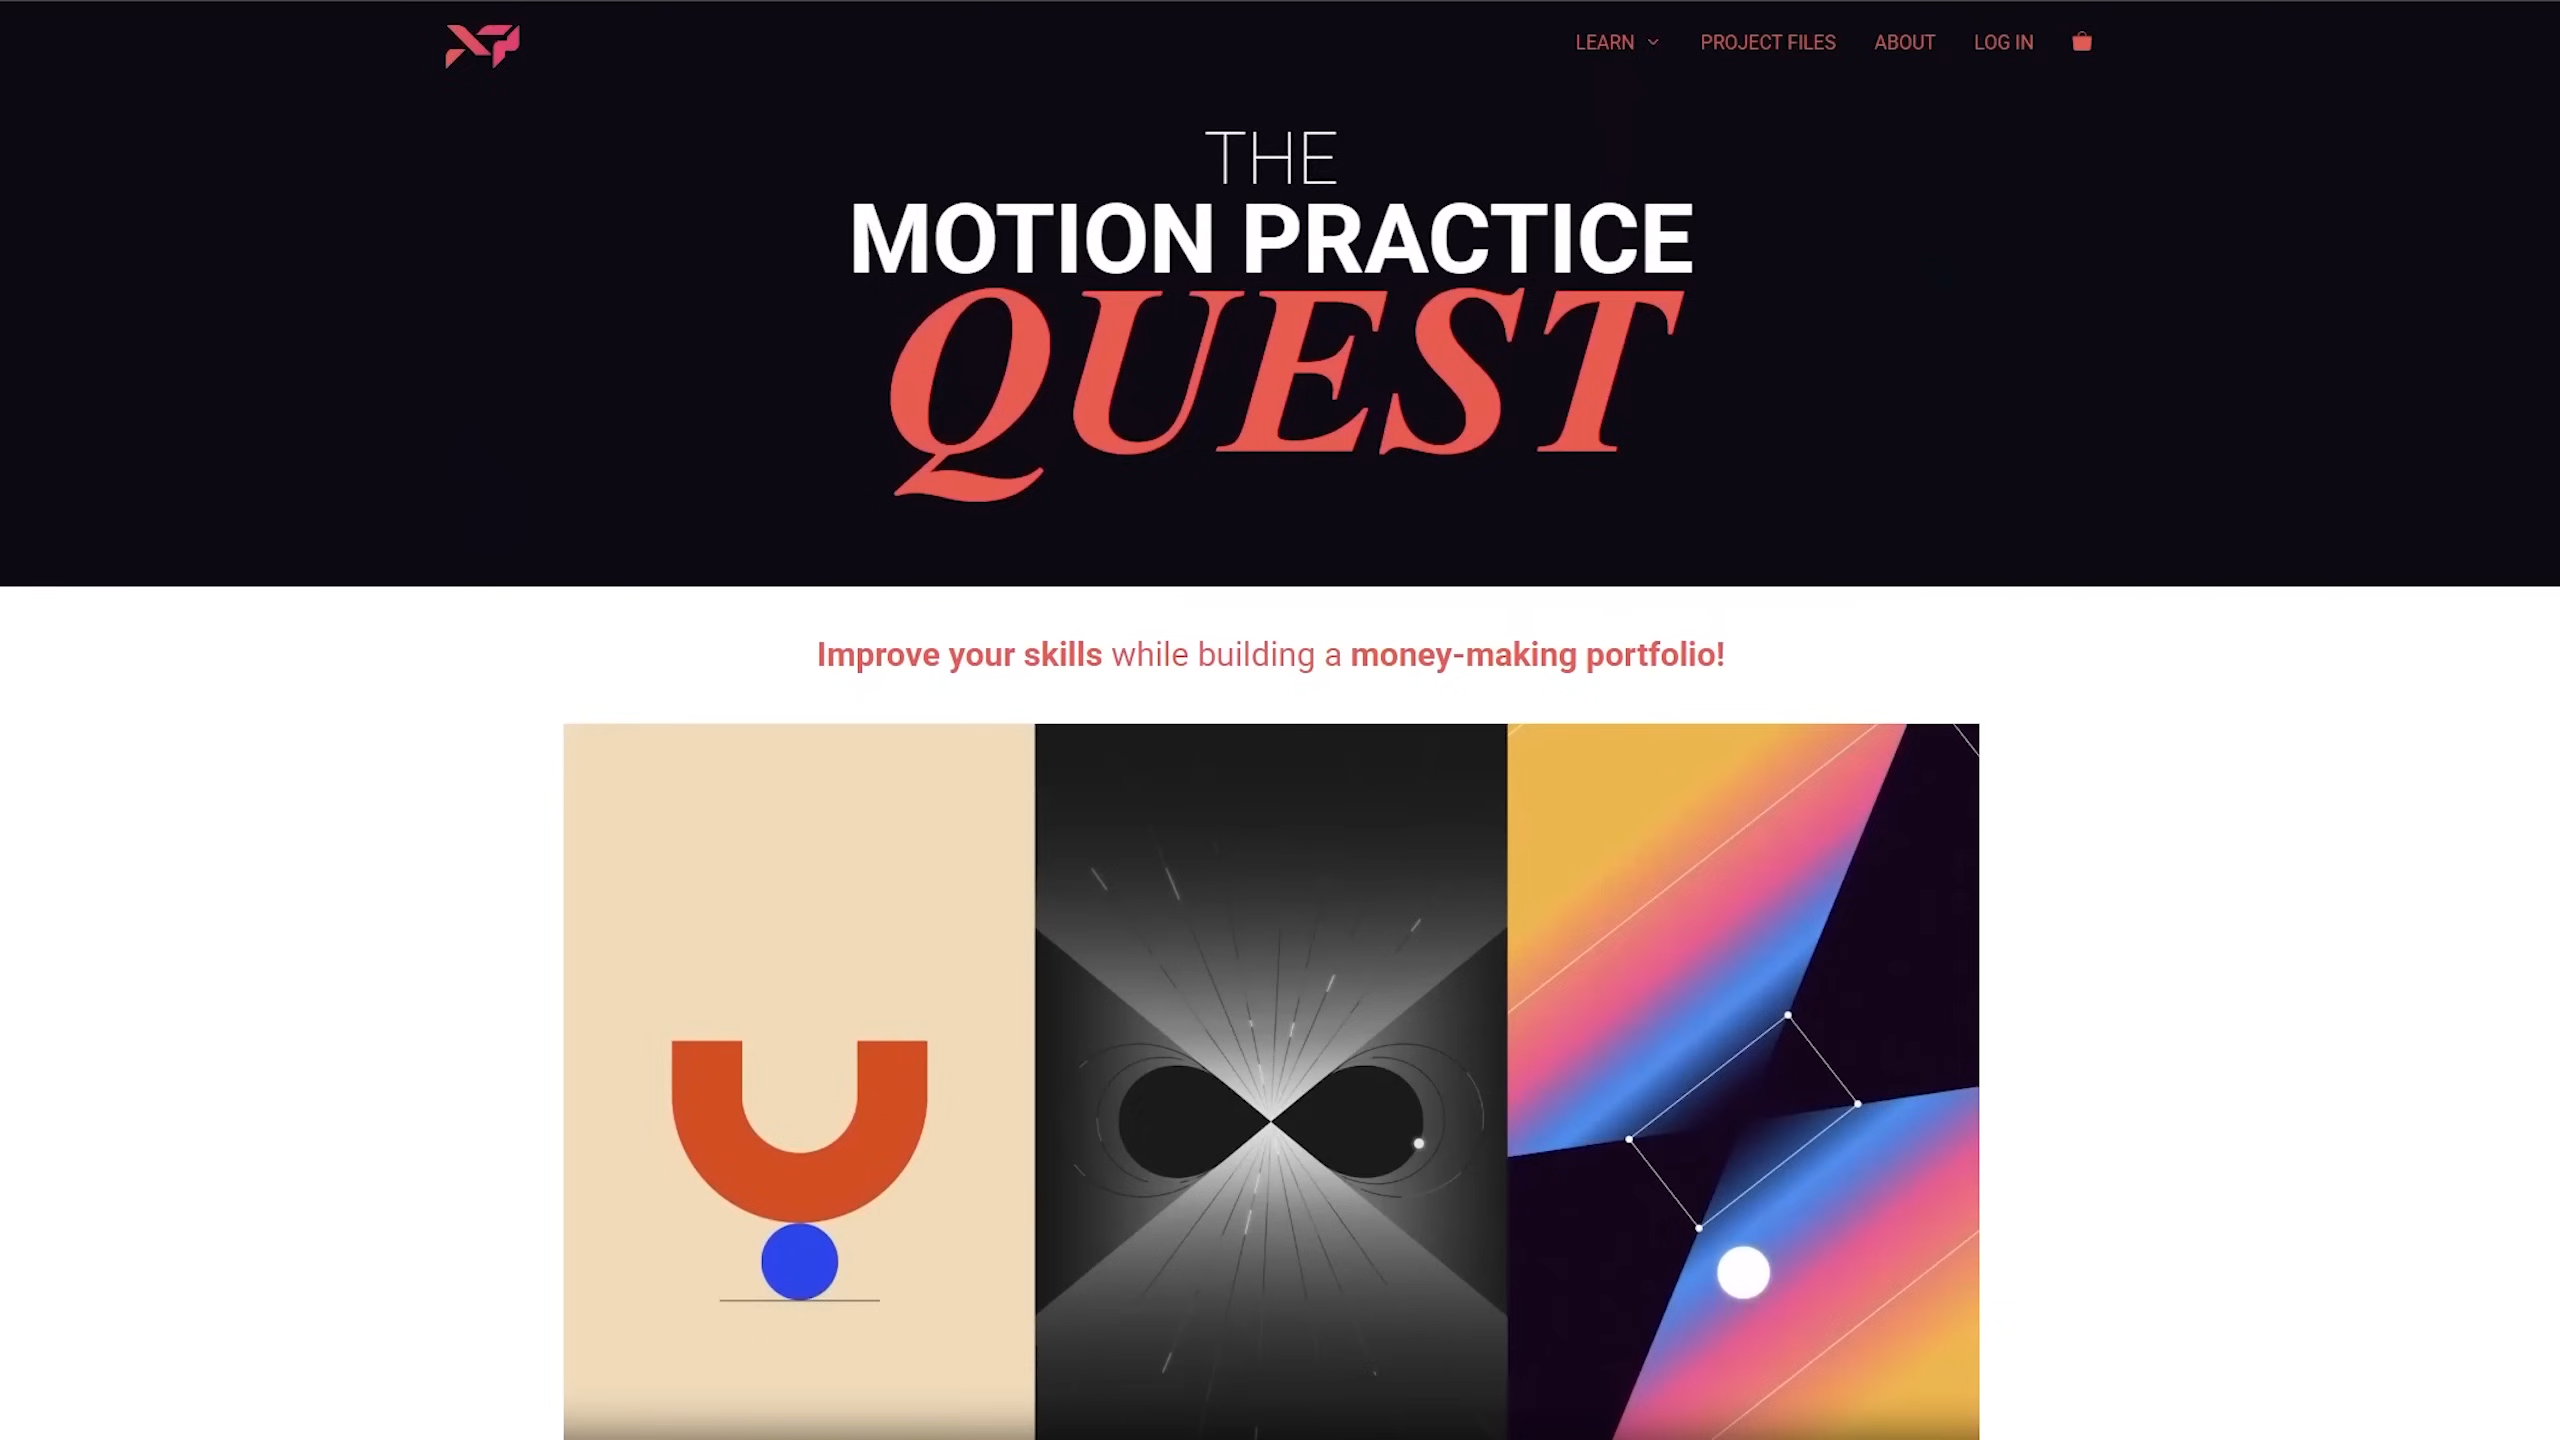 LEARN PROJECT FILES ABOUT LOG IN
THE
MOTION PRACTICE
QUEST
Improve your skills while building a money-making portfolio!